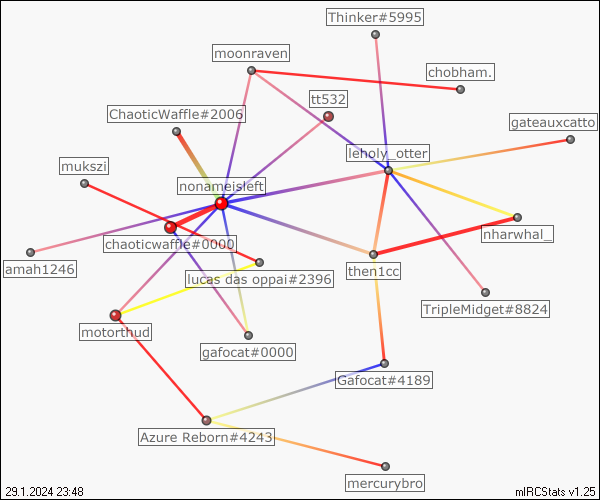 Thinker#5995
moonraven
chobham.
tt532
ChaoticWaffle#2006
gateauxcatto
leholy_otter
mukszi
nonameisleft
nharwhal_
chaoticwaffle#0000
amah1246
then1cc
lucas das oppai#2396
TripleMidget#8824
motorthud
gafocat#0000
Gafocat#4189
Azure Reborn#4243
mercurybro
29.1.2024 23:48
mIRCStats v1.25